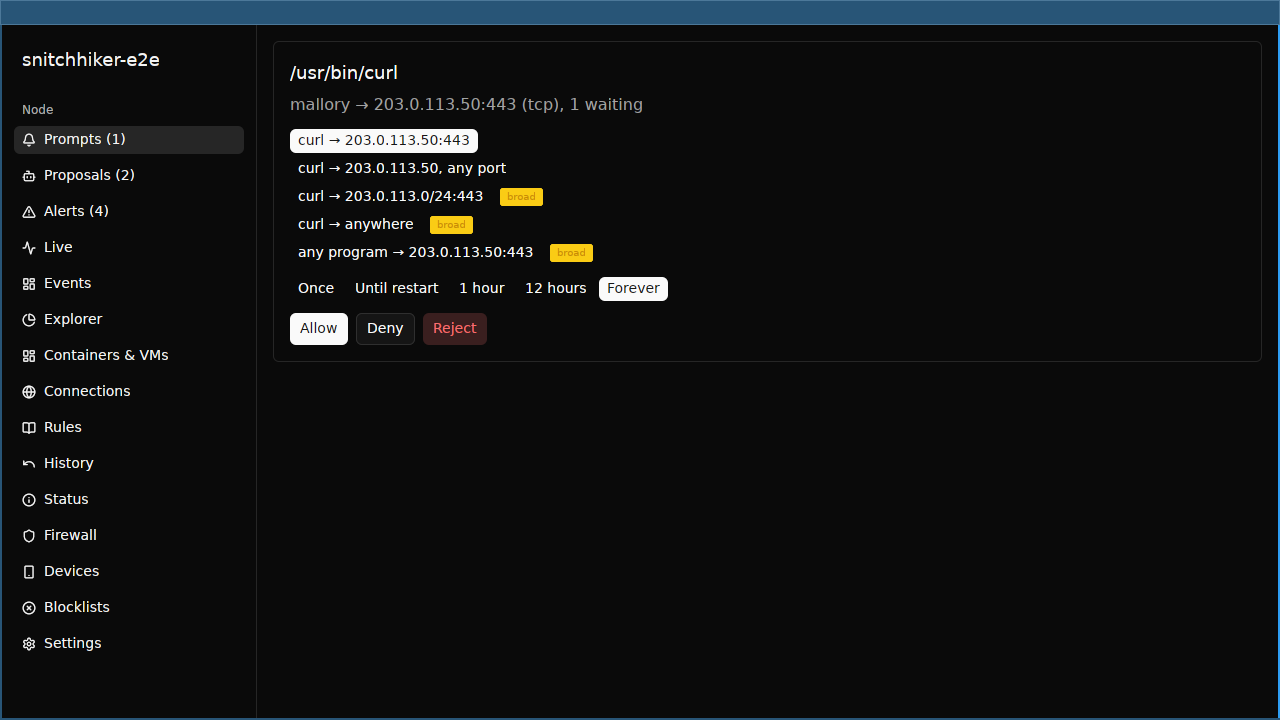 snitchhiker-e2e
Node
Prompts (1)
Proposals (2)
Alerts (4)
Live
Events
Explorer
Containers & VMs
Connections
Rules
History
Status
Firewall
Devices
Blocklists
Settings
/usr/bin/curl
mallory → 203.0.113.50:443 (tcp), 1 waiting
curl → 203.0.113.50:443
curl → 203.0.113.50, any port
curl → 203.0.113.0/24:443 broad
curl → anywhere broad
any program → 203.0.113.50:443 broad
Once Until restart 1 hour 12 hours Forever
Allow Deny Reject